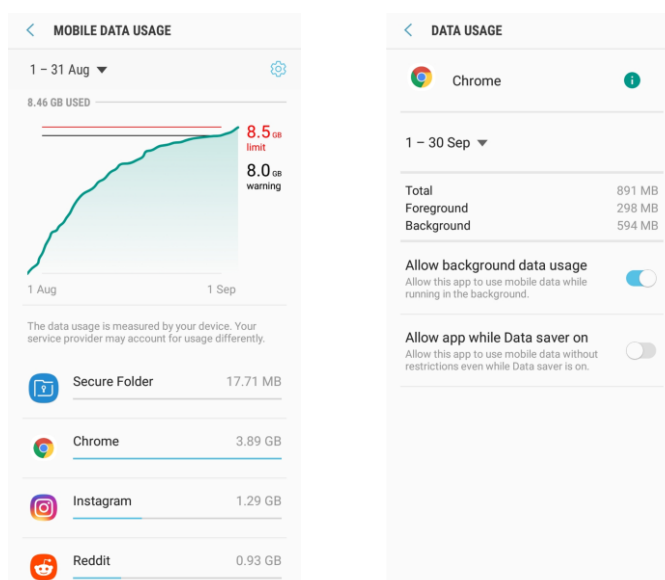 MOBILE DATA USAGE
1 – 31 Aug
8.46 GB USED
8.5 GB
limit
8.0 GB
warning
1 Aug
1 Sep
The data usage is measured by your device. Your
service provider may account for usage differently.
Secure Folder 17.71 MB
Chrome 3.89 GB
Instagram 1.29 GB
Reddit 0.93 GB
DATA USAGE
Chrome
1 – 30 Sep
Total 891 MB
Foreground 298 MB
Background 594 MB
Allow background data usage
Allow this app to use mobile data while
running in the background.
Allow app while Data saver on
Allow this app to use mobile data without
restrictions even while Data saver is on.